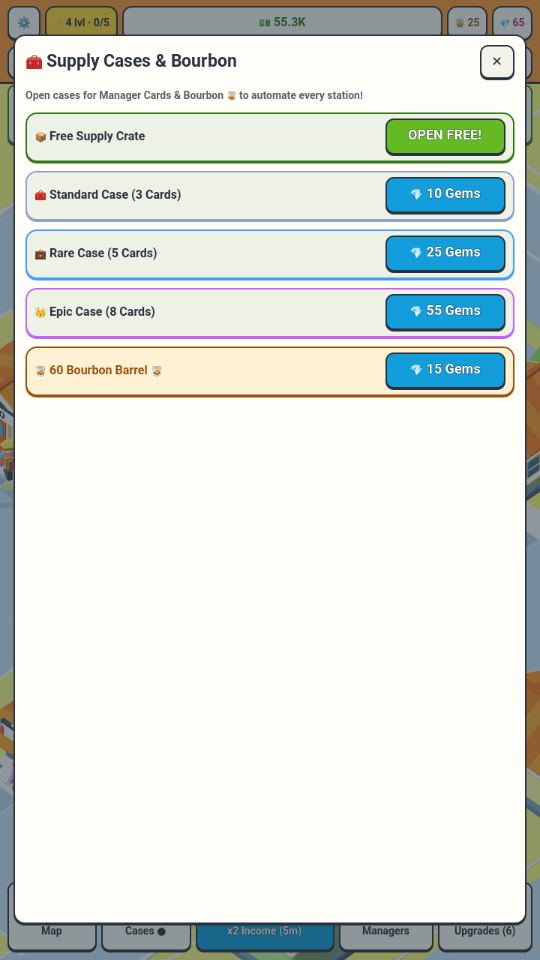 4 lvl · 0/5
55.3K
25
65
Supply Cases & Bourbon
×
Open cases for Manager Cards & Bourbon to automate every station!
Free Supply Crate
OPEN FREE!
Standard Case (3 Cards)
10 Gems
Rare Case (5 Cards)
25 Gems
Epic Case (8 Cards)
55 Gems
60 Bourbon Barrel
15 Gems
Map
Cases ●
x2 Income (5m)
Managers
Upgrades (6)